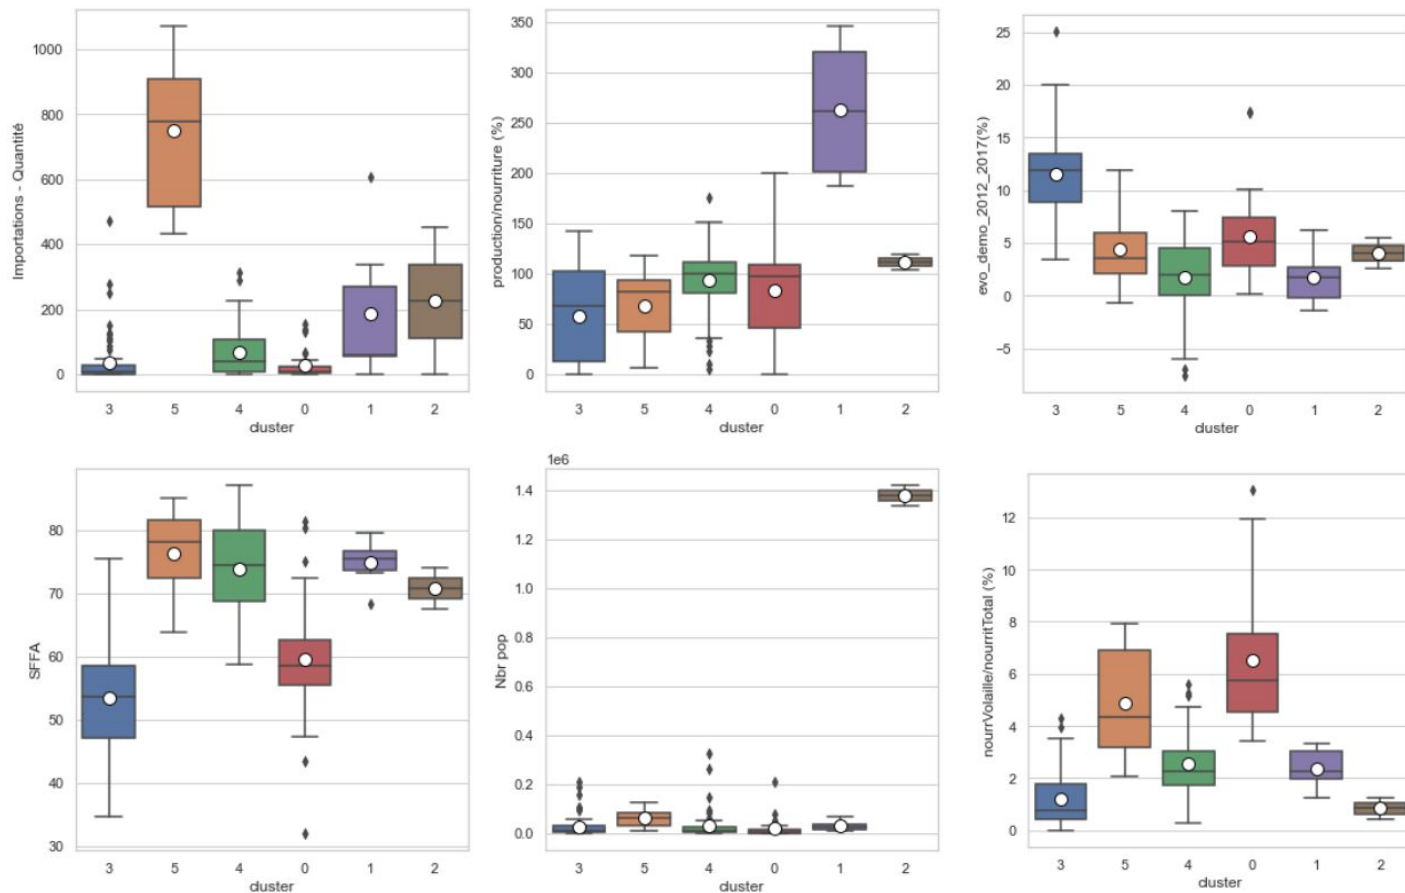 Importations - Quantité
1000
800
600
400
200
0
3 5 4 0 1 2
cluster
production/nourriture (%)
350
300
250
200
150
100
50
0
3 5 4 0 1 2
cluster
evo_demo_2012_2017(%)
25
20
15
10
5
0
−5
3 5 4 0 1 2
cluster
SFFA
80
70
60
50
40
30
3 5 4 0 1 2
cluster
1e6
Nbr pop
1.4
1.2
1.0
0.8
0.6
0.4
0.2
0.0
3 5 4 0 1 2
cluster
nourrVolaille/nourritTotal (%)
12
10
8
6
4
2
0
3 5 4 0 1 2
cluster